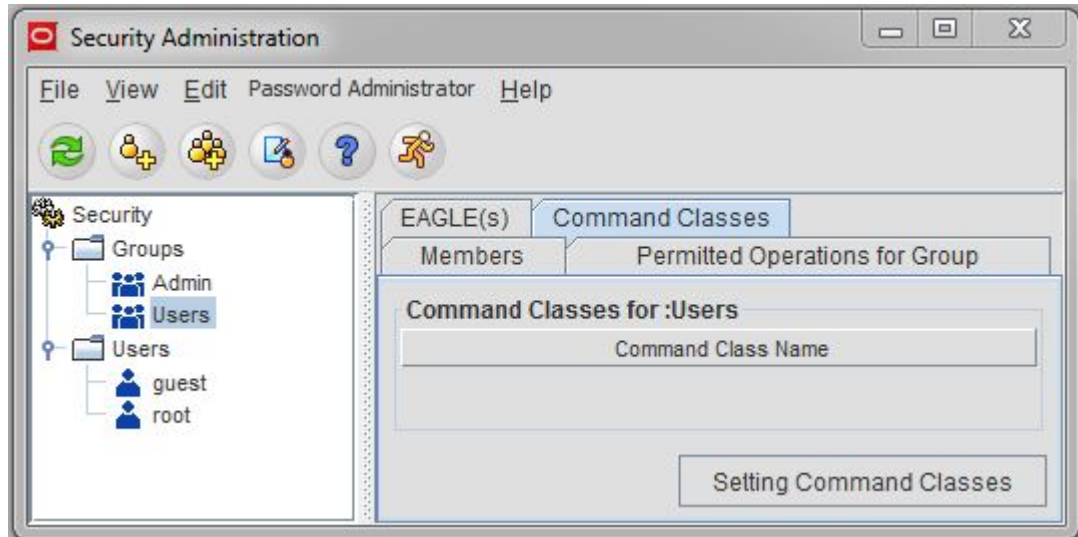 Security Administration
File View Edit Password Administrator Help
Security
Groups
Admin
Users
Users
guest
root
EAGLE(s) Command Classes
Members Permitted Operations for Group
Command Classes for :Users
Command Class Name
Setting Command Classes